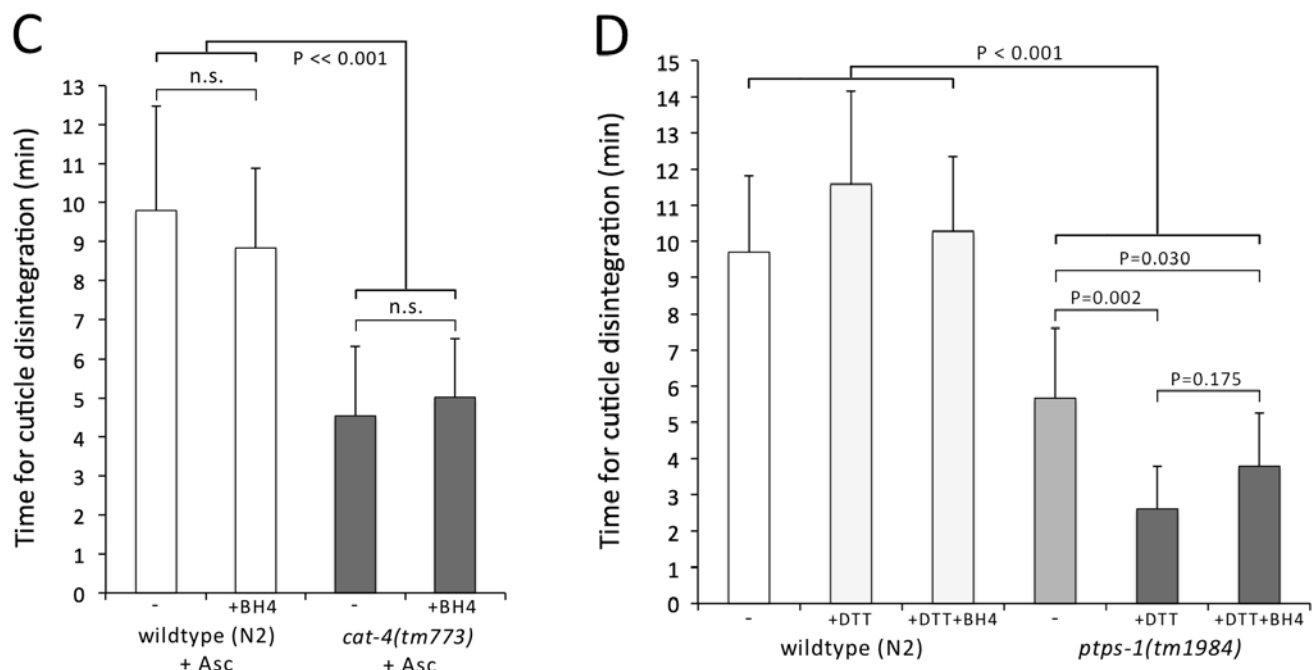 C
P << 0.001
n.s.
n.s.
Time for cuticle disintegration (min)
13
12
11
10
9
8
7
6
5
4
3
2
1
0
- +BH4 - +BH4
wildtype (N2) cat-4(tm773)
+ Asc + Asc
D
P < 0.001
P=0.030
P=0.002
P=0.175
Time for cuticle disintegration (min)
15
14
13
12
11
10
9
8
7
6
5
4
3
2
1
0
- +DTT +DTT+BH4 - +DTT +DTT+BH4
wildtype (N2) ptps-1(tm1984)